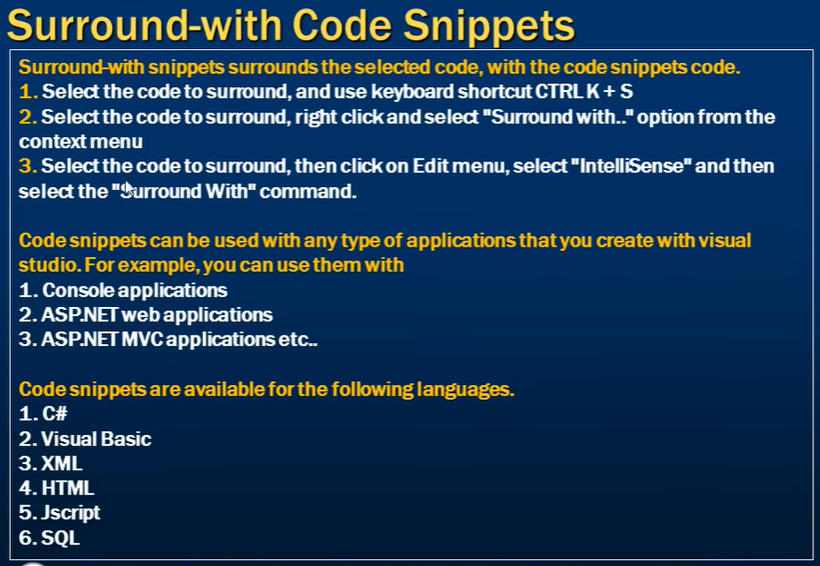 Surround-with Code Snippets
Surround-with snippets surrounds the selected code, with the code snippets code.
1. Select the code to surround, and use keyboard shortcut CTRL K + S
2. Select the code to surround, right click and select "Surround with.." option from the
context menu
3. Select the code to surround, then click on Edit menu, select "IntelliSense" and then
select the "Surround With" command.
Code snippets can be used with any type of applications that you create with visual
studio. For example, you can use them with
1. Console applications
2. ASP.NET web applications
3. ASP.NET MVC applications etc..
Code snippets are available for the following languages.
1. C#
2. Visual Basic
3. XML
4. HTML
5. Jscript
6. SQL